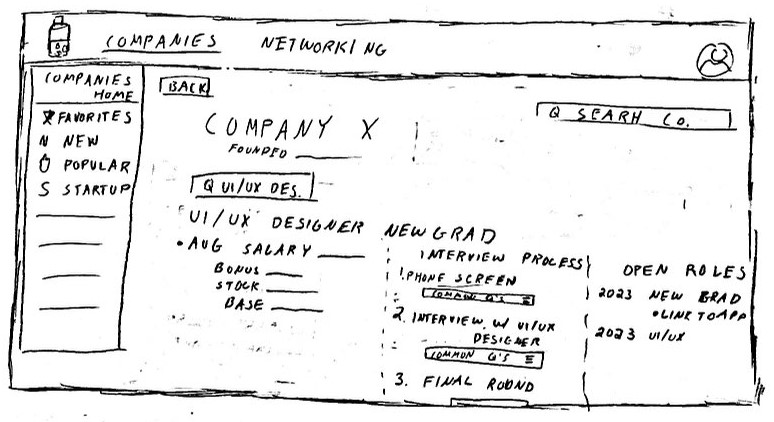 COMPANIES
NETWORKING
COMPANIES
HOME
FAVORITES
N NEW
POPULAR
S STARTUP
BACK
COMPANY X
FOUNDED
Q SEARH CO.
Q UI/UX DES.
UI/UX DESIGNER NEW GRAD
• AVG SALARY
BONUS
STOCK
BASE
INTERVIEW PROCESS
1. PHONE SCREEN
COMMON Q'S
2. INTERVIEW W/ UI/UX
DESIGNER
COMMON Q'S
3. FINAL ROUND
OPEN ROLES
2023 NEW GRAD
• LINK TO APP
2023 UI/UX